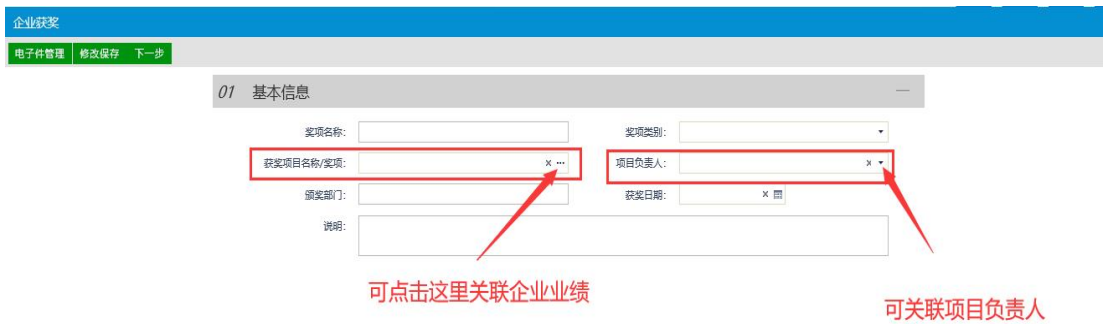 企业获奖
电子件管理 修改保存 下一步
01 基本信息
奖项名称: 奖项类别:
获奖项目名称/奖项: 项目负责人:
颁奖部门: 获奖日期:
说明:
可点击这里关联企业业绩
可关联项目负责人